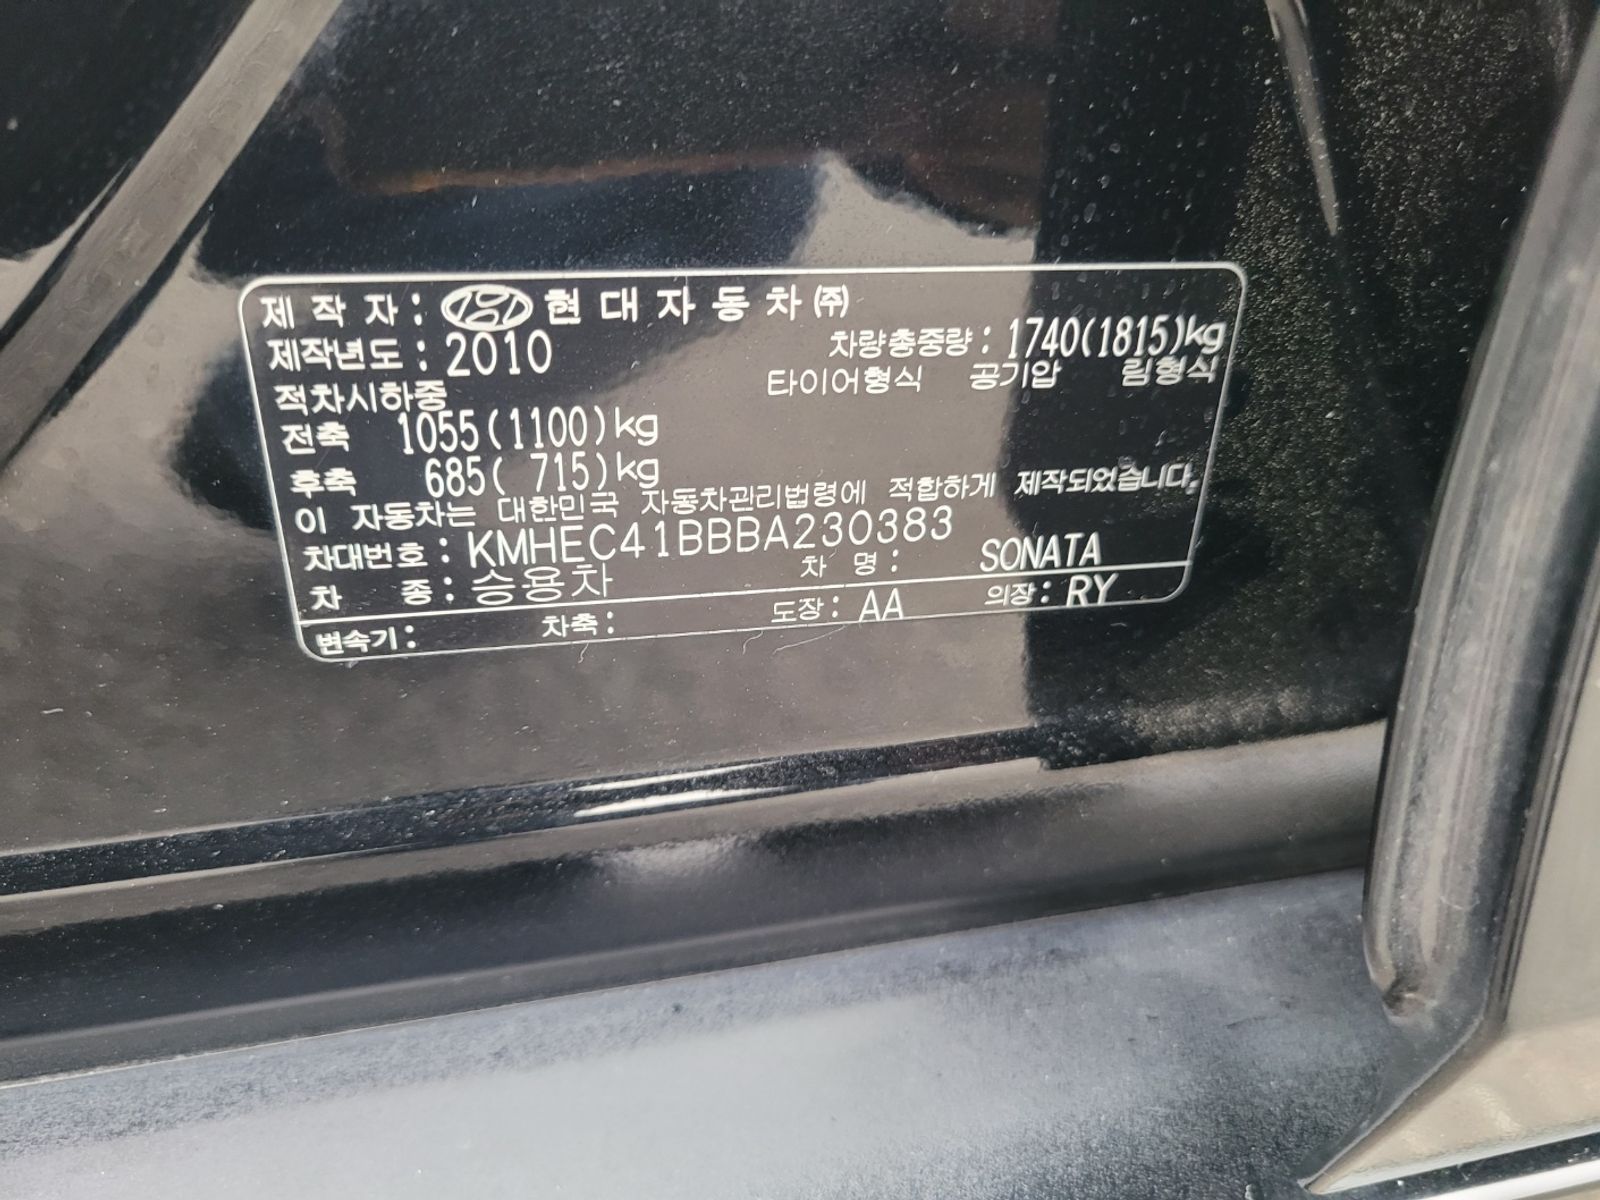 제 작 자 : 현 대 자 동 차 ㈜
제작년도 : 2010 차량총중량 : 1740(1815)kg
적차시하중 타이어형식 공기압 림형식
전축 1055(1100)kg
후축 685( 715)kg
이 자동차는 대한민국 자동차관리법령에 적합하게 제작되었습니다.
차대번호 : KMHEC41BBBA230383
차 종 : 승용차 차 명 : SONATA
변속기 : 차축 : 도장 : AA 의장 : RY